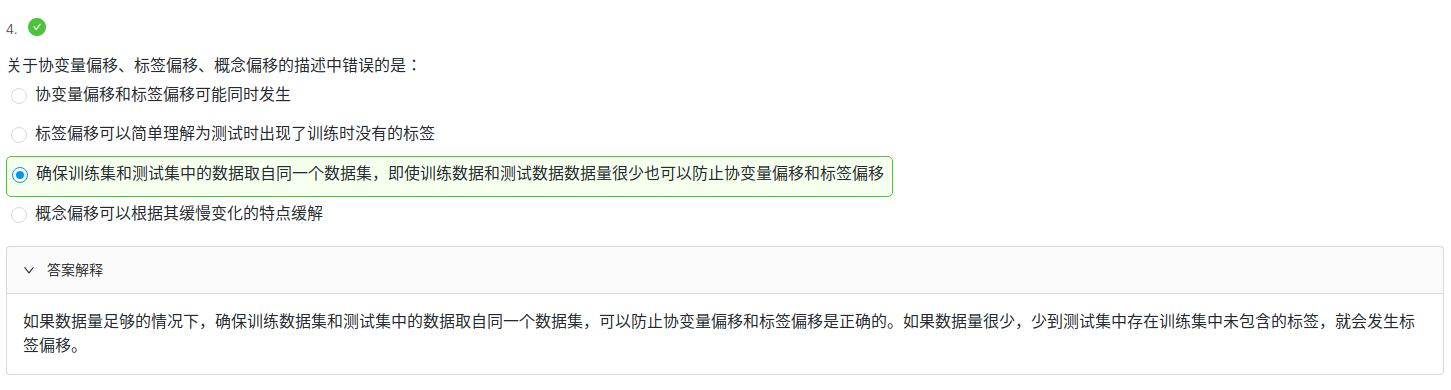 4.
关于协变量偏移、标签偏移、概念偏移的描述中错误的是：
协变量偏移和标签偏移可能同时发生
标签偏移可以简单理解为测试时出现了训练时没有的标签
确保训练集和测试集中的数据取自同一个数据集，即使训练数据和测试数据数据量很少也可以防止协变量偏移和标签偏移
概念偏移可以根据其缓慢变化的特点缓解
答案解释
如果数据量足够的情况下，确保训练数据集和测试集中的数据取自同一个数据集，可以防止协变量偏移和标签偏移是正确的。如果数据量很少，少到测试集中存在训练集中未包含的标签，就会发生标
签偏移。